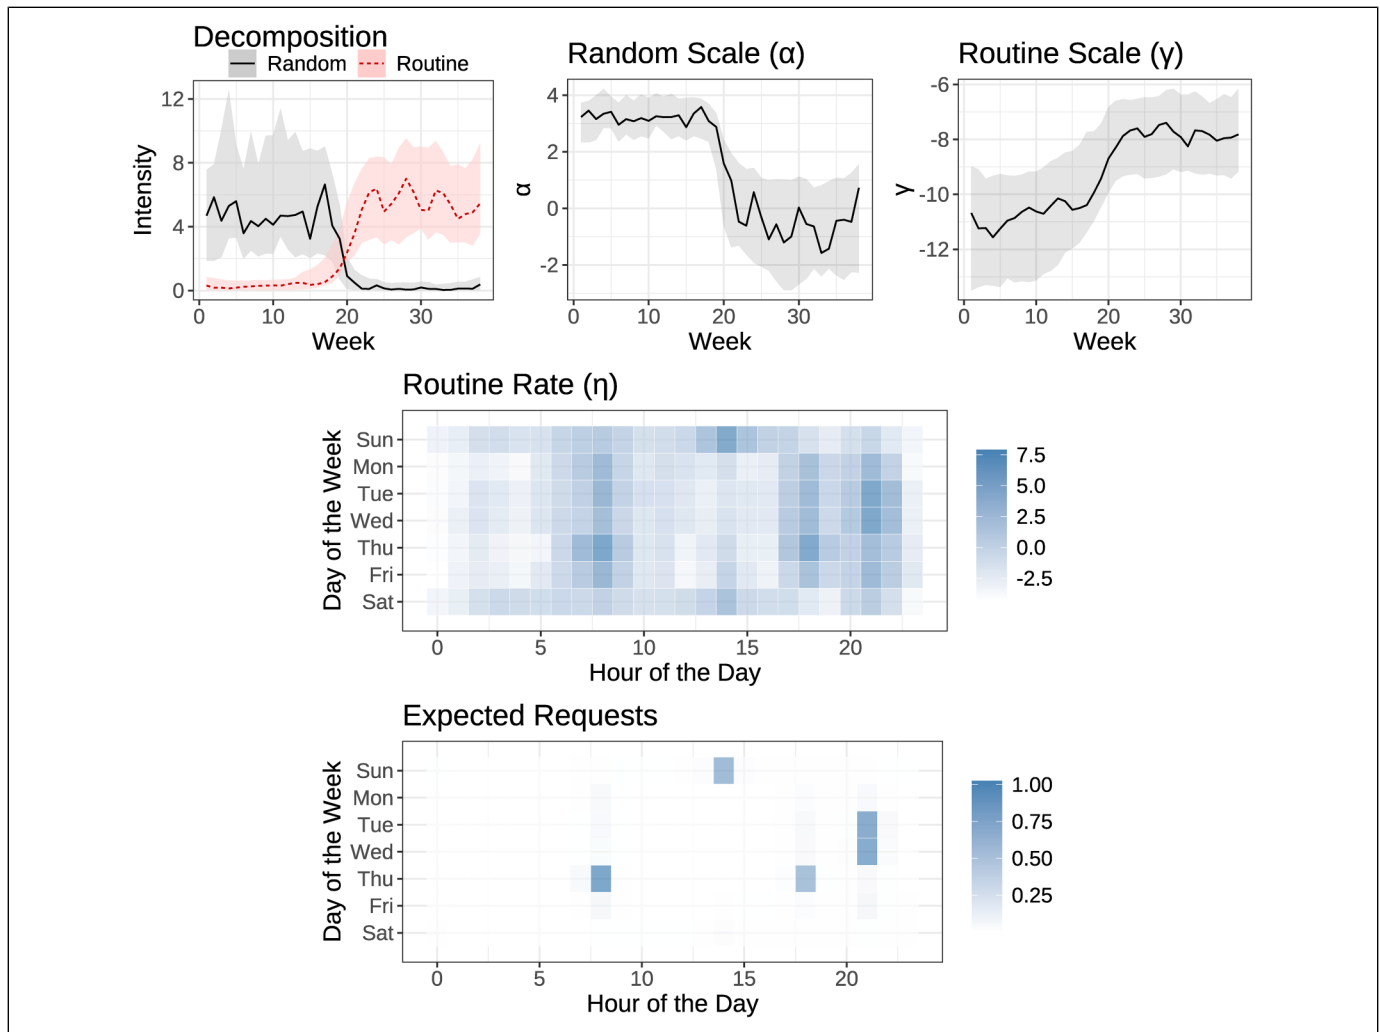 Decomposition
Random Routine
Intensity
12
8
4
0
0 10 20 30
Week
Random Scale (α)
α
4
2
0
-2
0 10 20 30
Week
Routine Scale (γ)
γ
-6
-8
-10
-12
0 10 20 30
Week
Routine Rate (η)
Day of the Week
Sun
Mon
Tue
Wed
Thu
Fri
Sat
0 5 10 15 20
Hour of the Day
7.5
5.0
2.5
0.0
-2.5
Expected Requests
Day of the Week
Sun
Mon
Tue
Wed
Thu
Fri
Sat
0 5 10 15 20
Hour of the Day
1.00
0.75
0.50
0.25